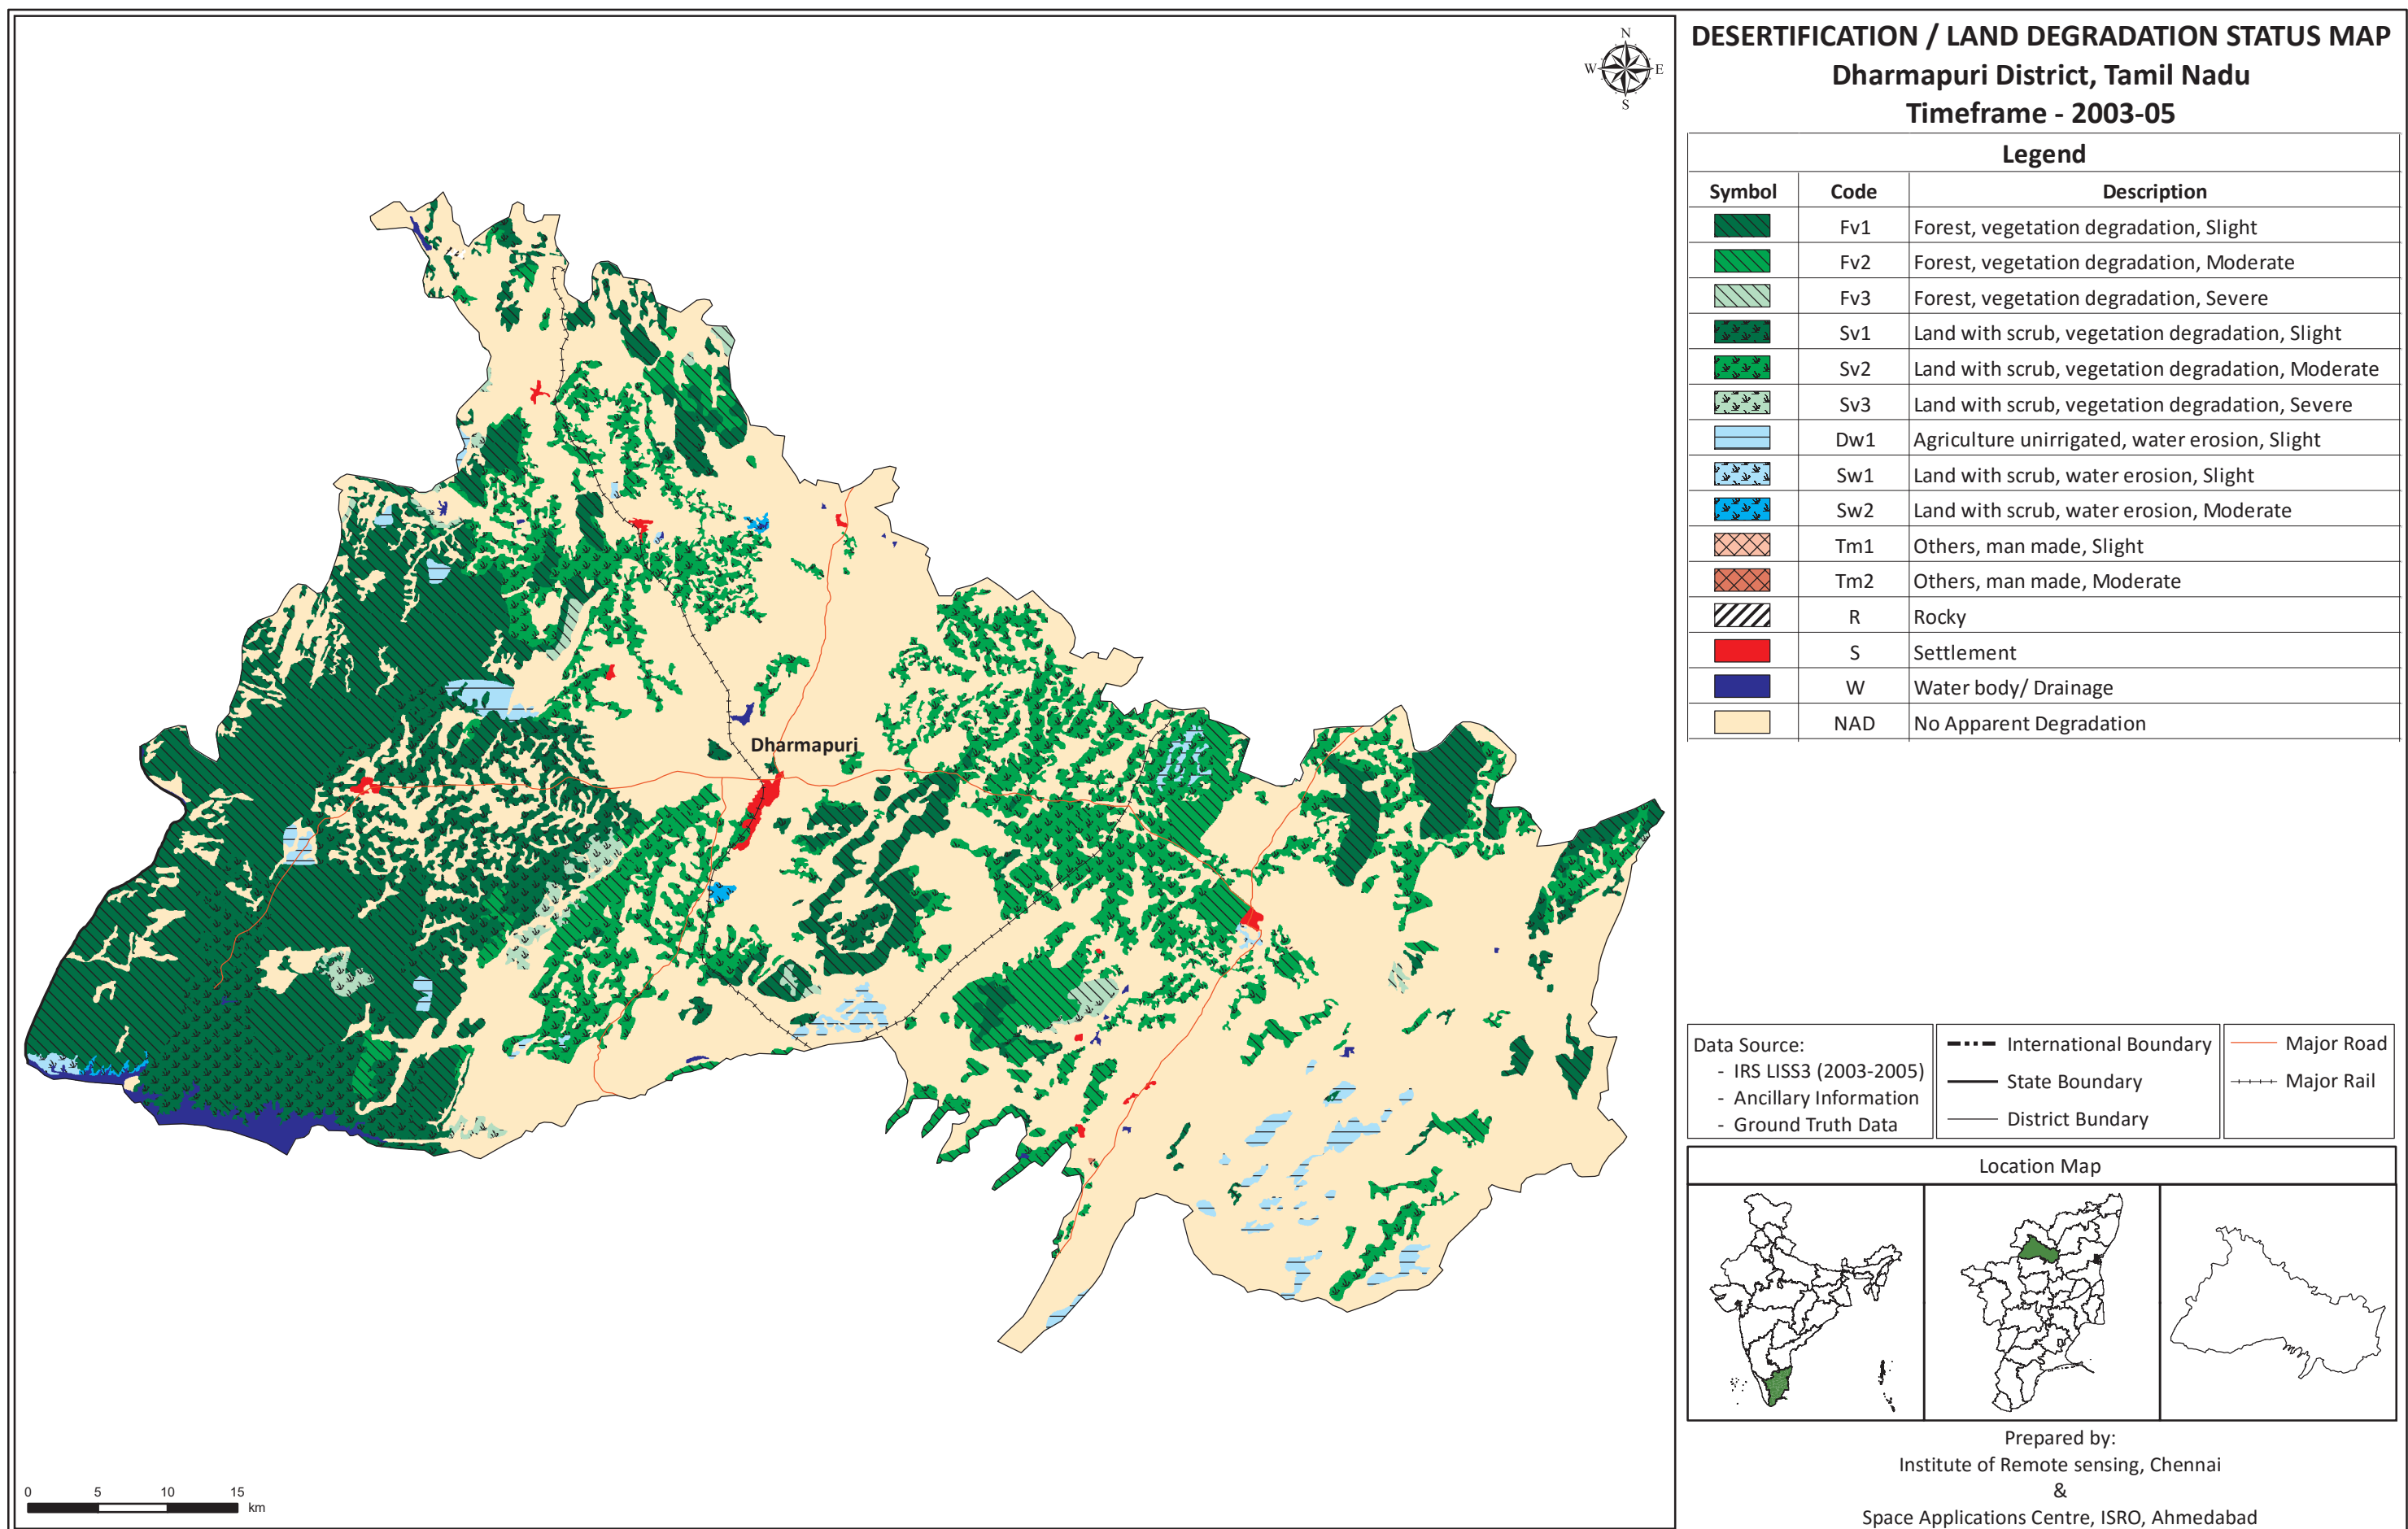 DESERTIFICATION / LAND DEGRADATION STATUS MAP
Dharmapuri District, Tamil Nadu
Timeframe - 2003-05
Legend
Symbol Code Description
Fv1 Forest, vegetation degradation, Slight
Fv2 Forest, vegetation degradation, Moderate
Fv3 Forest, vegetation degradation, Severe
Sv1 Land with scrub, vegetation degradation, Slight
Sv2 Land with scrub, vegetation degradation, Moderate
Sv3 Land with scrub, vegetation degradation, Severe
Dw1 Agriculture unirrigated, water erosion, Slight
Sw1 Land with scrub, water erosion, Slight
Sw2 Land with scrub, water erosion, Moderate
Tm1 Others, man made, Slight
Tm2 Others, man made, Moderate
R Rocky
S Settlement
W Water body/ Drainage
NAD No Apparent Degradation
N
W E
S
Dharmapuri
0 5 10 15
km
Data Source:
- IRS LISS3 (2003-2005)
- Ancillary Information
- Ground Truth Data
International Boundary
State Boundary
District Bundary
Major Road
Major Rail
Location Map
Prepared by:
Institute of Remote sensing, Chennai
&
Space Applications Centre, ISRO, Ahmedabad